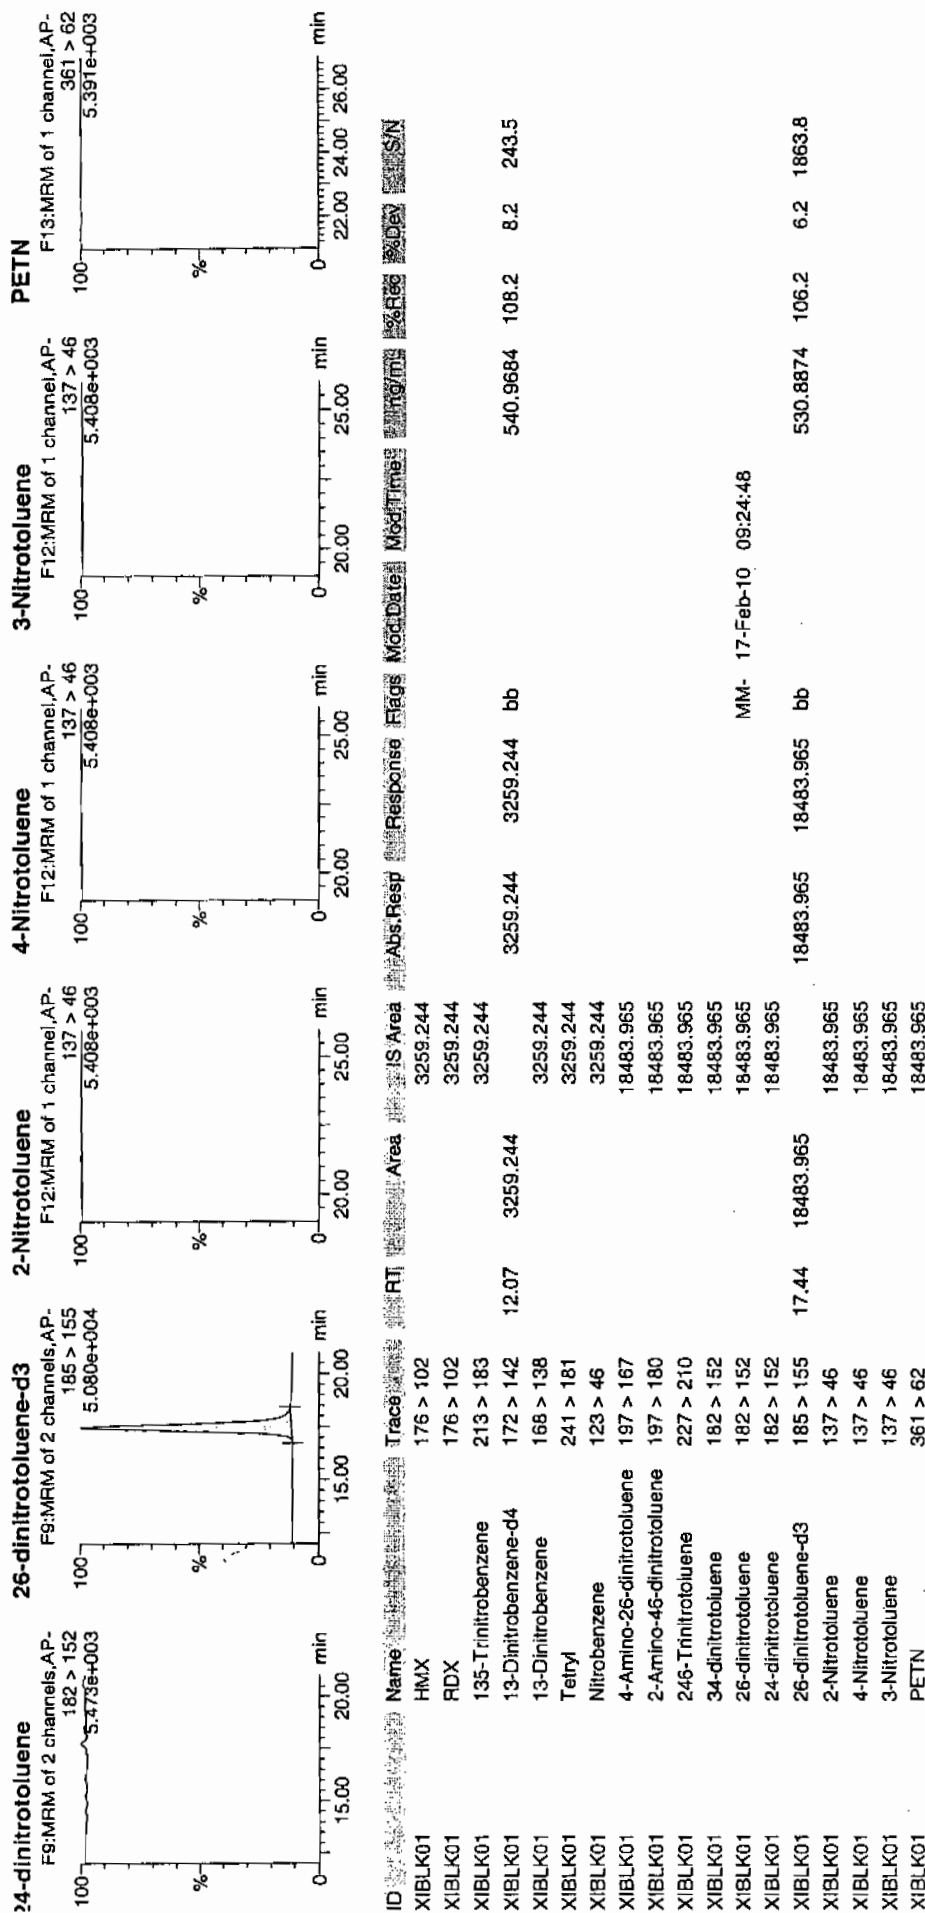 24-dinitrotoluene
F9:MRM of 2 channels,AP-
182 > 152
5.473e+003
100
%
0
15.00 20.00 min
26-dinitrotoluene-d3
F9:MRM of 2 channels,AP-
185 > 155
5.080e+004
100
%
0
15.00 20.00 min
2-Nitrotoluene
F12:MRM of 1 channel,AP-
137 > 46
5.408e+003
100
%
0
20.00 25.00 min
4-Nitrotoluene
F12:MRM of 1 channel,AP-
137 > 46
5.408e+003
100
%
0
20.00 25.00 min
3-Nitrotoluene
F12:MRM of 1 channel,AP-
137 > 46
5.408e+003
100
%
0
20.00 25.00 min
PETN
F13:MRM of 1 channel,AP-
361 > 62
5.391e+003
100
%
0
22.00 24.00 26.00 min
ID Name Trace RT Area IS Area Abs.Resp Response Flags Mod.Date Mod.Time ng/mL %Rec %Dev S/N
XIBLK01 HMX 176 > 102 3259.244
XIBLK01 RDX 176 > 102 3259.244
XIBLK01 135-Trinitrobenzene 213 > 183 3259.244
XIBLK01 13-Dinitrobenzene-d4 172 > 142 12.07 3259.244 3259.244 3259.244 bb 540.9684 108.2 8.2 243.5
XIBLK01 13-Dinitrobenzene 168 > 138 3259.244
XIBLK01 Tetryl 241 > 181 3259.244
XIBLK01 Nitrobenzene 123 > 46 3259.244
XIBLK01 4-Amino-26-dinitrotoluene 197 > 167 18483.965
XIBLK01 2-Amino-46-dinitrotoluene 197 > 180 18483.965
XIBLK01 246-Trinitrotoluene 227 > 210 18483.965
XIBLK01 34-dinitrotoluene 182 > 152 18483.965
XIBLK01 26-dinitrotoluene 182 > 152 18483.965 MM- 17-Feb-10 09:24:48
XIBLK01 24-dinitrotoluene 182 > 152 18483.965
XIBLK01 26-dinitrotoluene-d3 185 > 155 17.44 18483.965 18483.965 18483.965 bb 530.8874 106.2 6.2 1863.8
XIBLK01 2-Nitrotoluene 137 > 46 18483.965
XIBLK01 4-Nitrotoluene 137 > 46 18483.965
XIBLK01 3-Nitrotoluene 137 > 46 18483.965
XIBLK01 PETN 361 > 62 18483.965